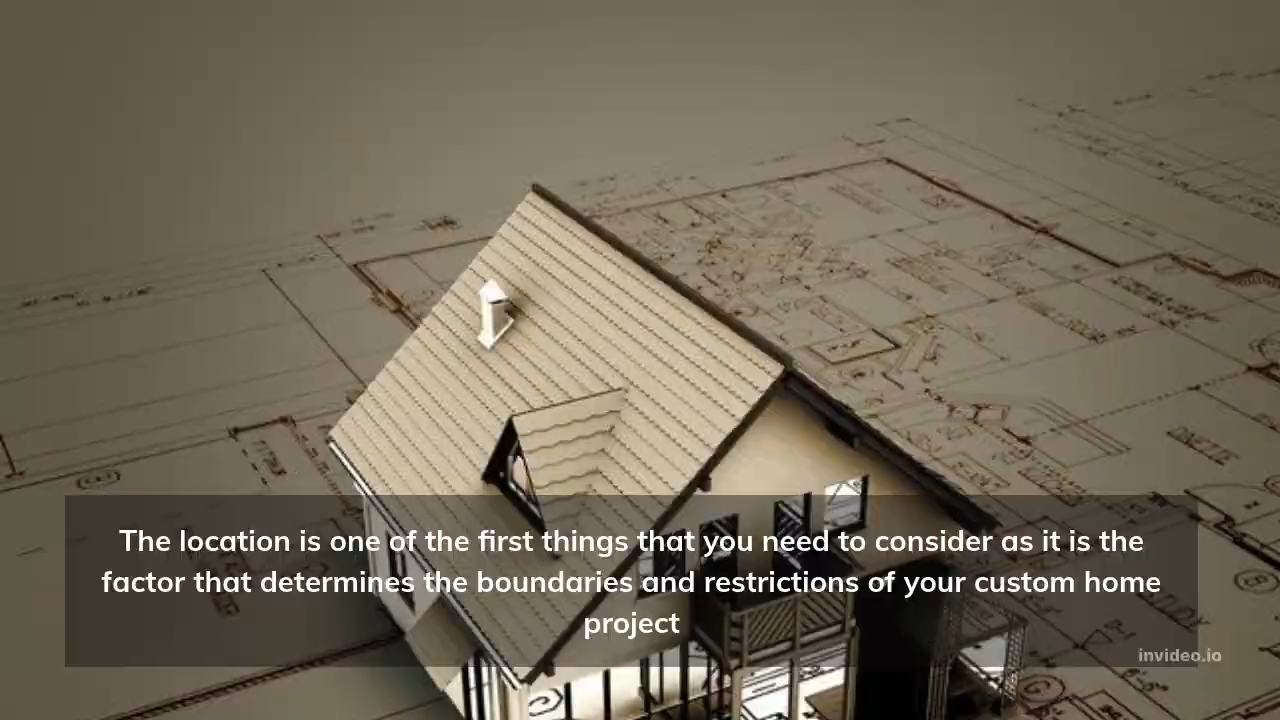 The location is one of the first things that you need to consider as it is the
factor that determines the boundaries and restrictions of your custom home
project
invideo.io